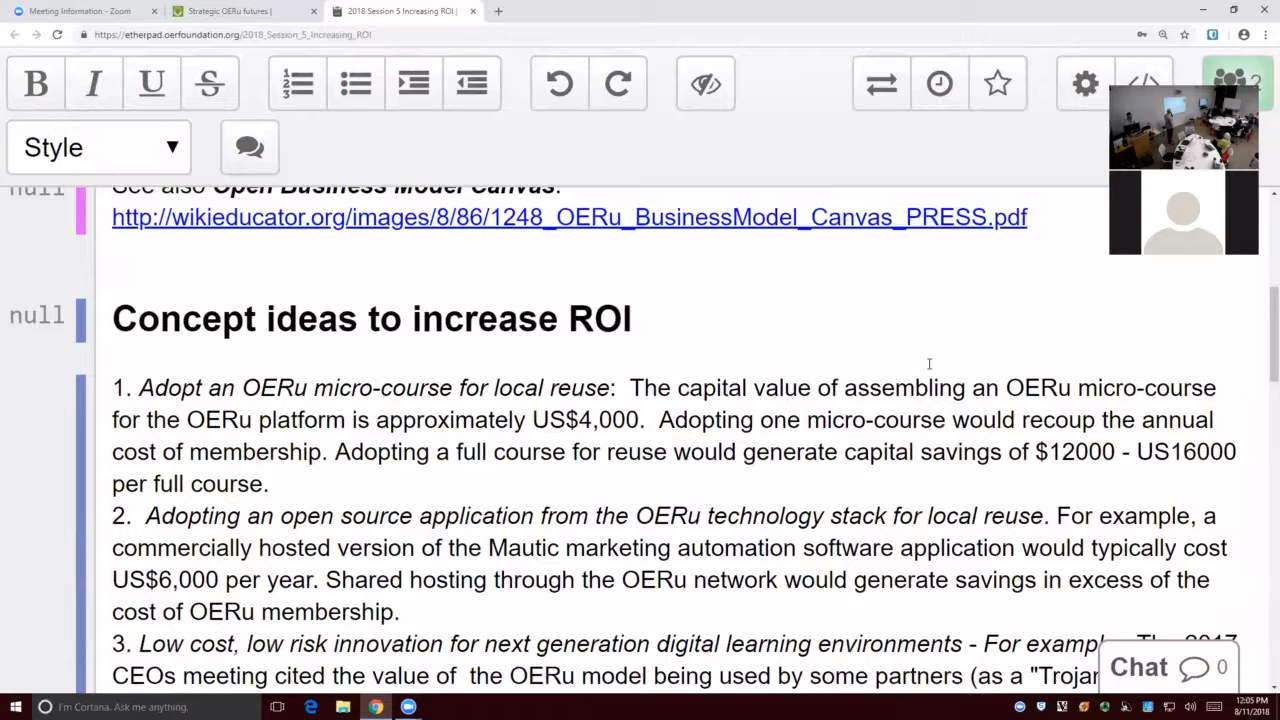 Meeting Information - Zoom
Strategic OERu futures |
2018 Session 5 Increasing ROI |
https://etherpad.oerfoundation.org/2018_Session_5_Increasing_ROI
B I U S
2
Style
null
See also Open Business Model Canvas:
http://wikieducator.org/images/8/86/1248_OERu_BusinessModel_Canvas_PRESS.pdf
null
Concept ideas to increase ROI
1. Adopt an OERu micro-course for local reuse:  The capital value of assembling an OERu micro-course
for the OERu platform is approximately US$4,000.  Adopting one micro-course would recoup the annual
cost of membership. Adopting a full course for reuse would generate capital savings of $12000 - US16000
per full course.
2.  Adopting an open source application from the OERu technology stack for local reuse. For example, a
commercially hosted version of the Mautic marketing automation software application would typically cost
US$6,000 per year. Shared hosting through the OERu network would generate savings in excess of the
cost of OERu membership.
3. Low cost, low risk innovation for next generation digital learning environments - For example The 2017
CEOs meeting cited the value of  the OERu model being used by some partners (as a "Trojan
Chat 0
I'm Cortana. Ask me anything.
12:05 PM
8/11/2018